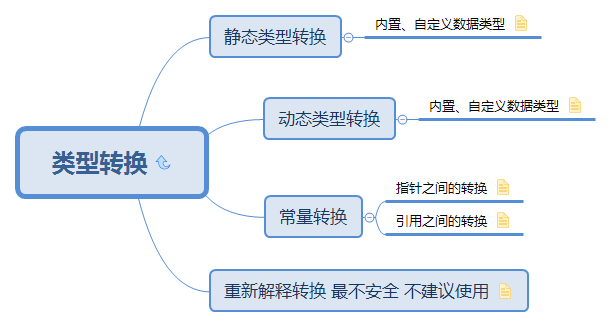 类型转换
静态类型转换
内置、自定义数据类型
动态类型转换
内置、自定义数据类型
常量转换
指针之间的转换
引用之间的转换
重新解释转换 最不安全 不建议使用